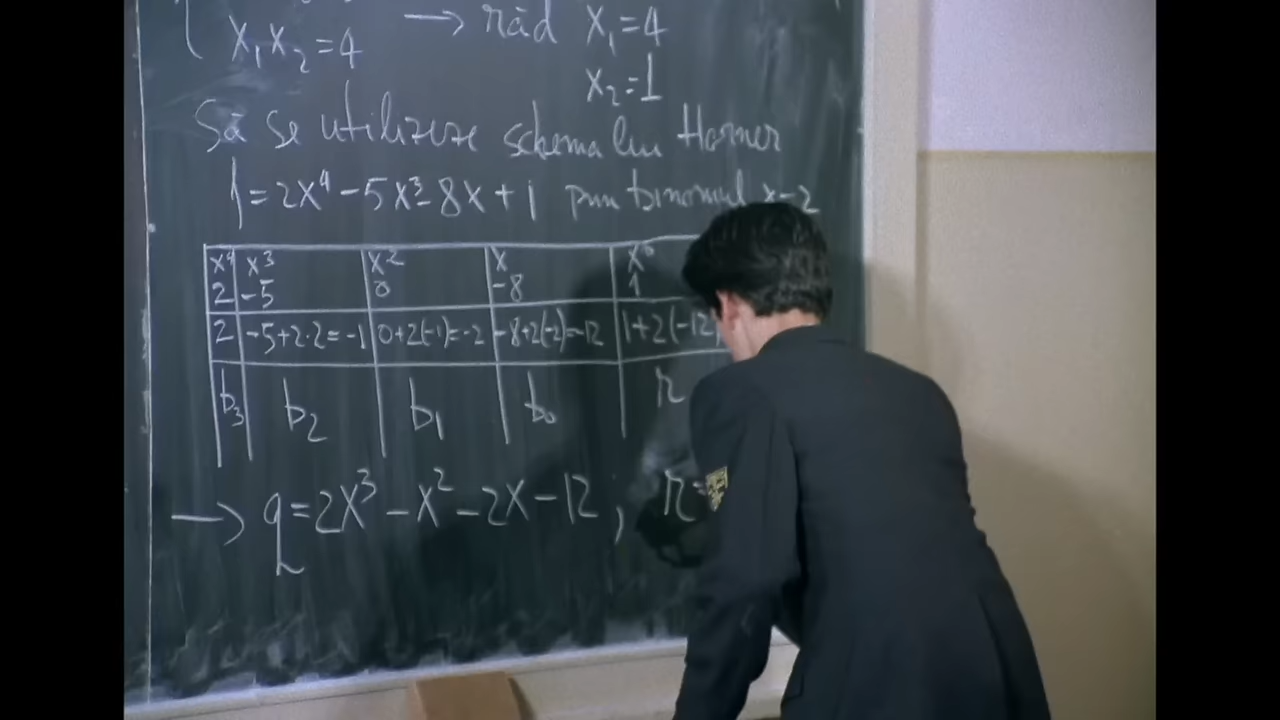 x₁x₂=4 → răd x₁=4
x₂=1
Să se utilizeze schema lui Horner
f=2x⁴-5x³-8x+1 prin binomul x-2
x⁴ x³ x² x x⁰
2 -5 0 -8 1
2 -5+2·2=-1 0+2(-1)=-2 -8+2(-2)=-12 1+2(-12)
b₃ b₂ b₁ b₀ r
→ q=2x³-x²-2x-12 ; r=